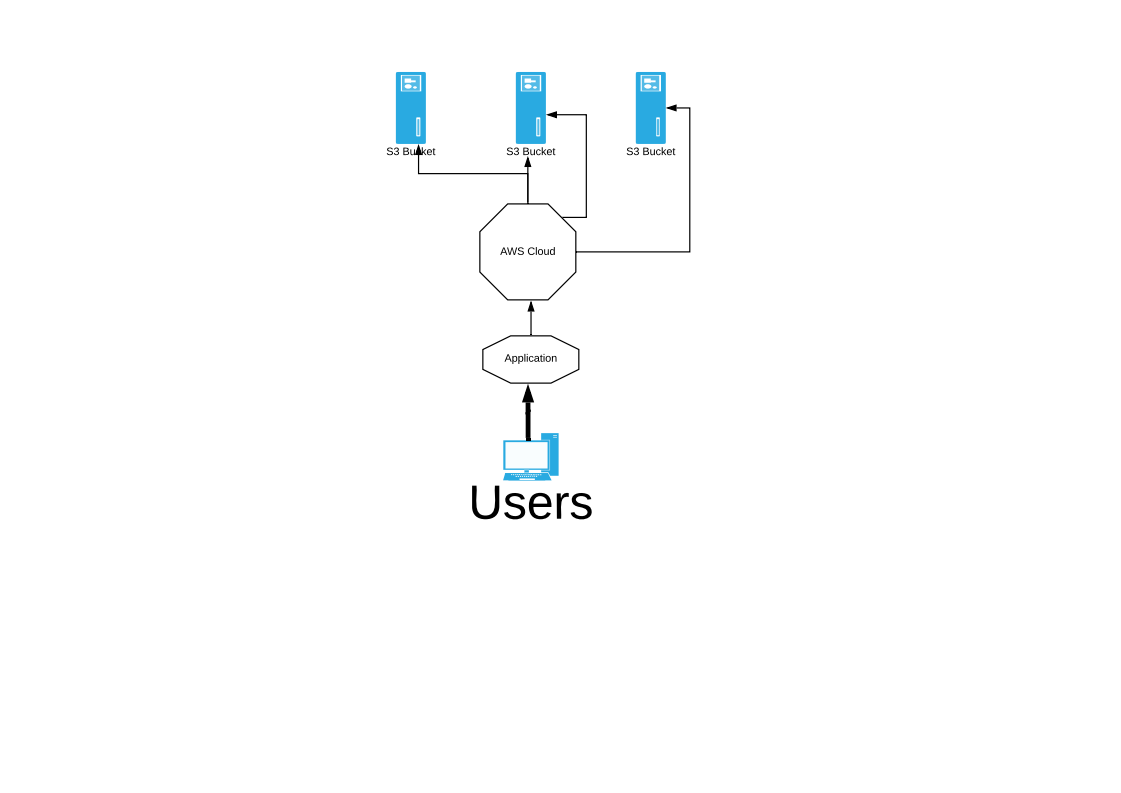 S3 Bucket
S3 Bucket
S3 Bucket
AWS Cloud
Application
Users